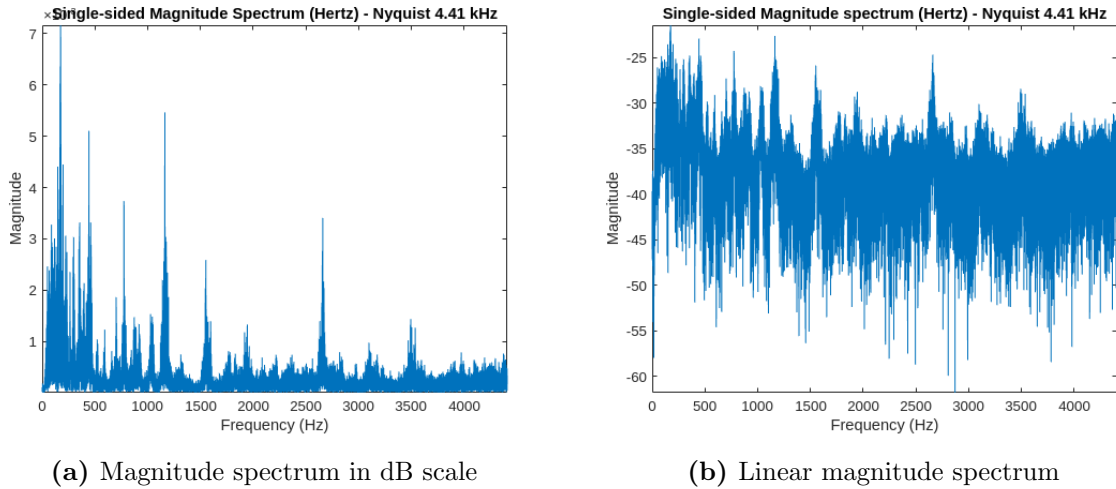 ×10
Single-sided Magnitude Spectrum (Hertz) - Nyquist 4.41 kHz
7
6
5
4
3
2
1
Magnitude
0 500 1000 1500 2000 2500 3000 3500 4000
Frequency (Hz)
(a) Magnitude spectrum in dB scale
Single-sided Magnitude spectrum (Hertz) - Nyquist 4.41 kHz
-25
-30
-35
-40
-45
-50
-55
-60
Magnitude
0 500 1000 1500 2000 2500 3000 3500 4000
Frequency (Hz)
(b) Linear magnitude spectrum